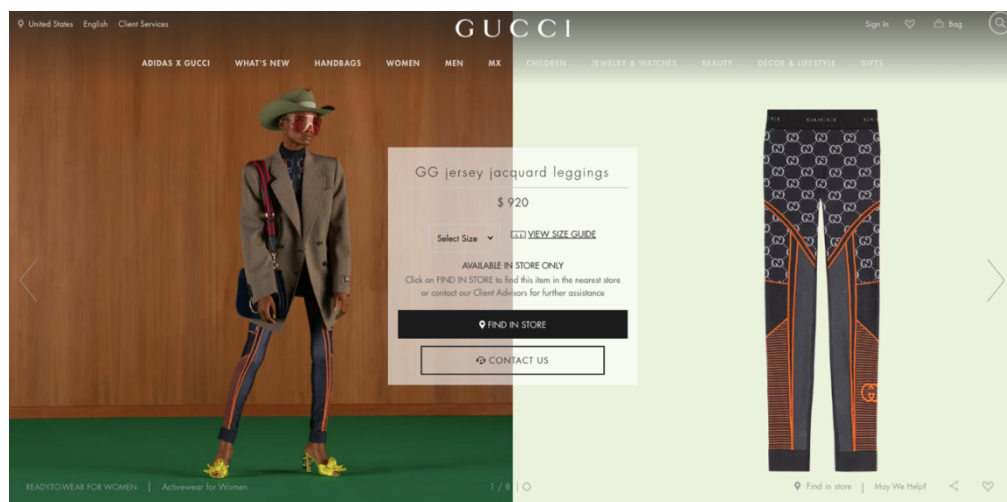 United States English Client Services
GUCCI
Sign In Bag
ADIDAS X GUCCI WHAT'S NEW HANDBAGS WOMEN MEN MX CHILDREN JEWELRY & WATCHES BEAUTY DÉCOR & LIFESTYLE GIFTS
GG jersey jacquard leggings
$ 920
Select Size VIEW SIZE GUIDE
AVAILABLE IN STORE ONLY
Click on FIND IN STORE to find this item in the nearest store
or contact our Client Advisors for further assistance
FIND IN STORE
CONTACT US
GUCCI
READY-TO-WEAR FOR WOMEN | Activewear for Women
1 / 8
Find in store | May We Help?